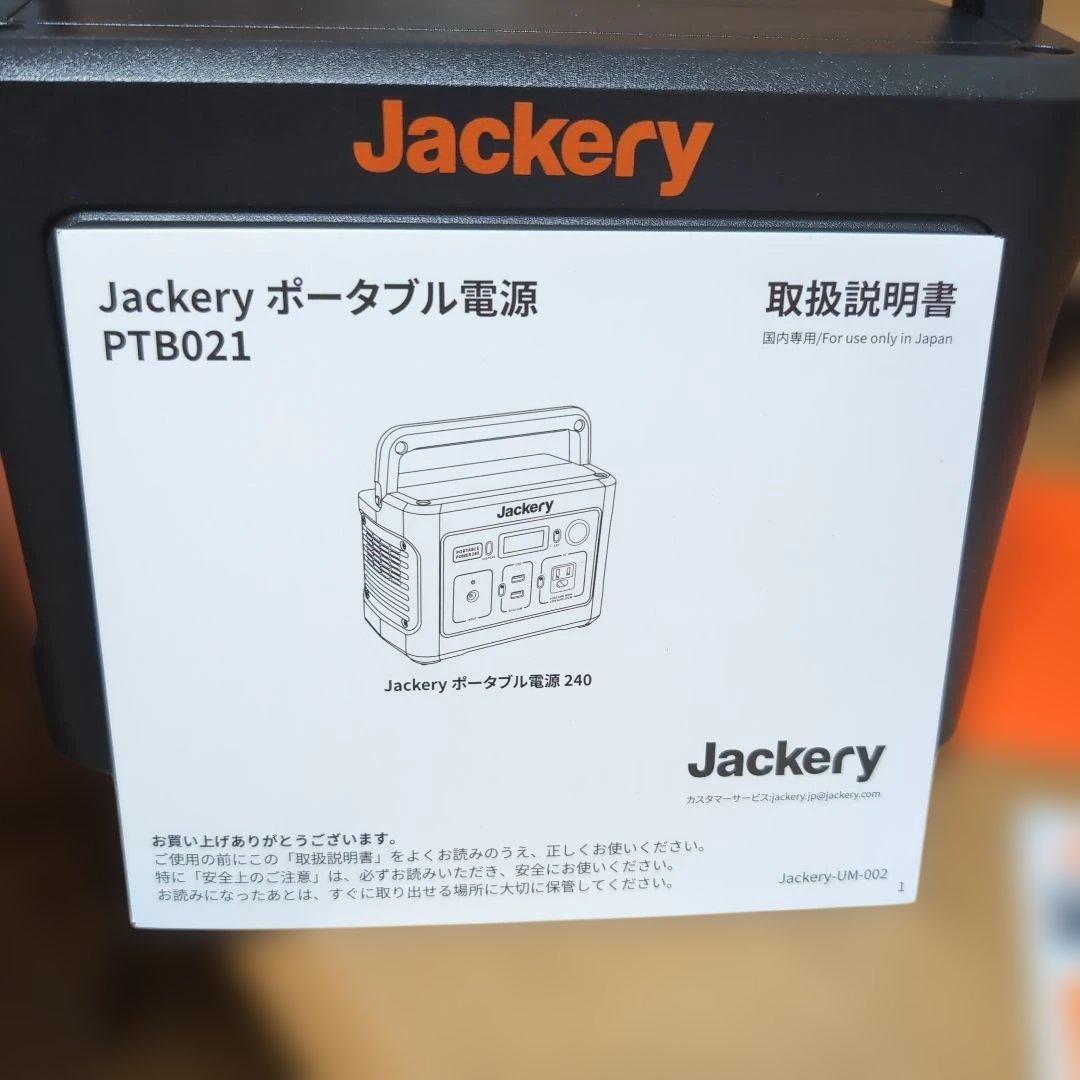 Jackery
Jackery ポータブル電源
PTB021
取扱説明書
国内専用/For use only in Japan
Jackery
PORTABLE
POWER 240
INPUT
Jackery ポータブル電源 240
Jackery
カスタマーサービス:jackery.jp@jackery.com
お買い上げありがとうございます。
ご使用の前にこの「取扱説明書」をよくお読みのうえ、正しくお使いください。
特に「安全上のご注意」は、必ずお読みいただき、安全にお使いください。
お読みになったあとは、すぐに取り出せる場所に大切に保管してください。
Jackery-UM-002
1